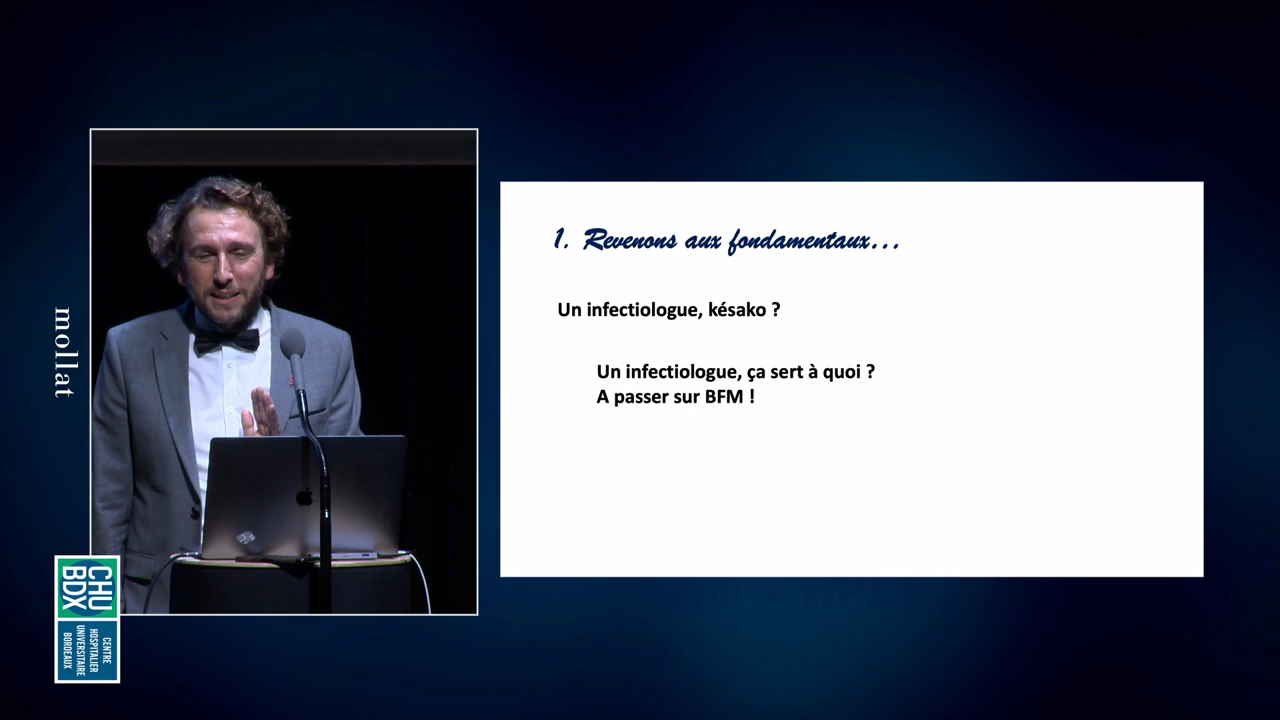 mollat
CHU
BDX
CENTRE
HOSPITALIER
UNIVERSITAIRE
BORDEAUX
1. Revenons aux fondamentaux...
Un infectiologue, késako ?
Un infectiologue, ça sert à quoi ?
A passer sur BFM !